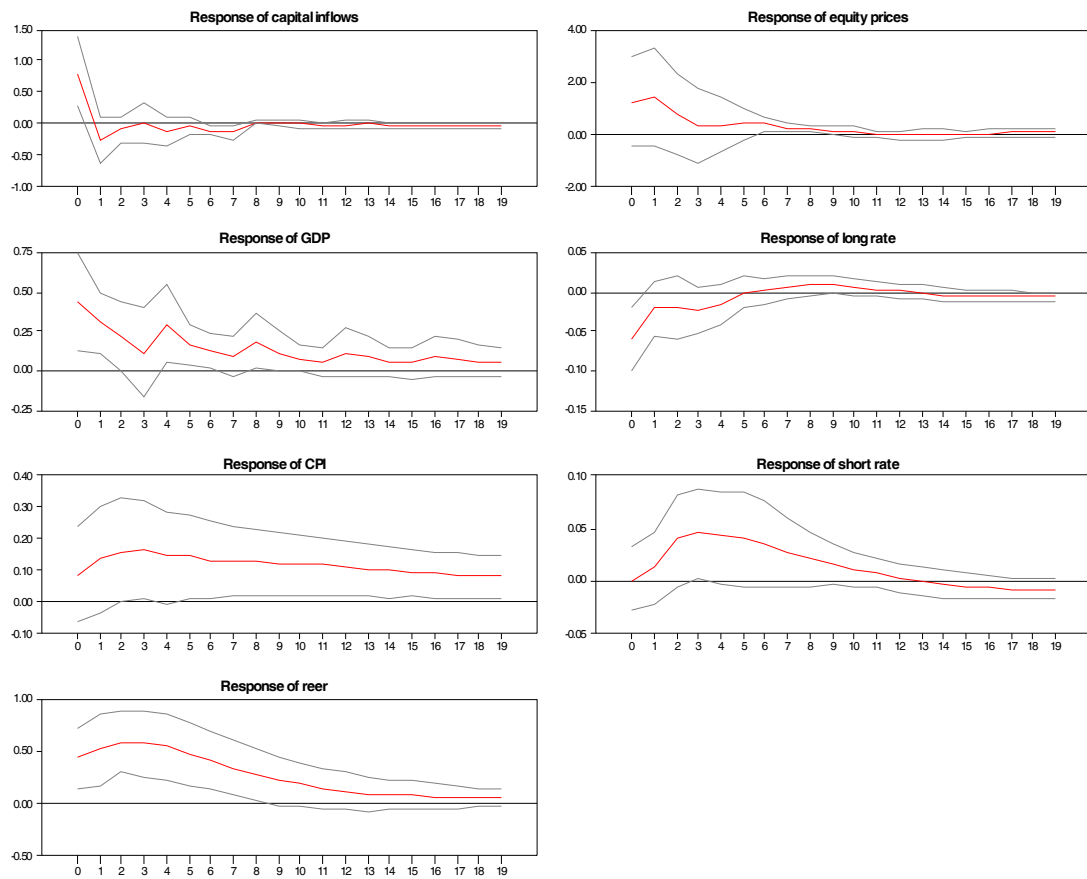 Response of capital inflows
1.50
1.00
0.50
0.00
-0.50
-1.00
0 1 2 3 4 5 6 7 8 9 10 11 12 13 14 15 16 17 18 19
Response of equity prices
4.00
2.00
0.00
-2.00
0 1 2 3 4 5 6 7 8 9 10 11 12 13 14 15 16 17 18 19
Response of GDP
0.75
0.50
0.25
0.00
-0.25
0 1 2 3 4 5 6 7 8 9 10 11 12 13 14 15 16 17 18 19
Response of long rate
0.05
0.00
-0.05
-0.10
-0.15
0 1 2 3 4 5 6 7 8 9 10 11 12 13 14 15 16 17 18 19
Response of CPI
0.40
0.30
0.20
0.10
0.00
-0.10
0 1 2 3 4 5 6 7 8 9 10 11 12 13 14 15 16 17 18 19
Response of short rate
0.10
0.05
0.00
-0.05
0 1 2 3 4 5 6 7 8 9 10 11 12 13 14 15 16 17 18 19
Response of reer
1.00
0.50
0.00
-0.50
0 1 2 3 4 5 6 7 8 9 10 11 12 13 14 15 16 17 18 19